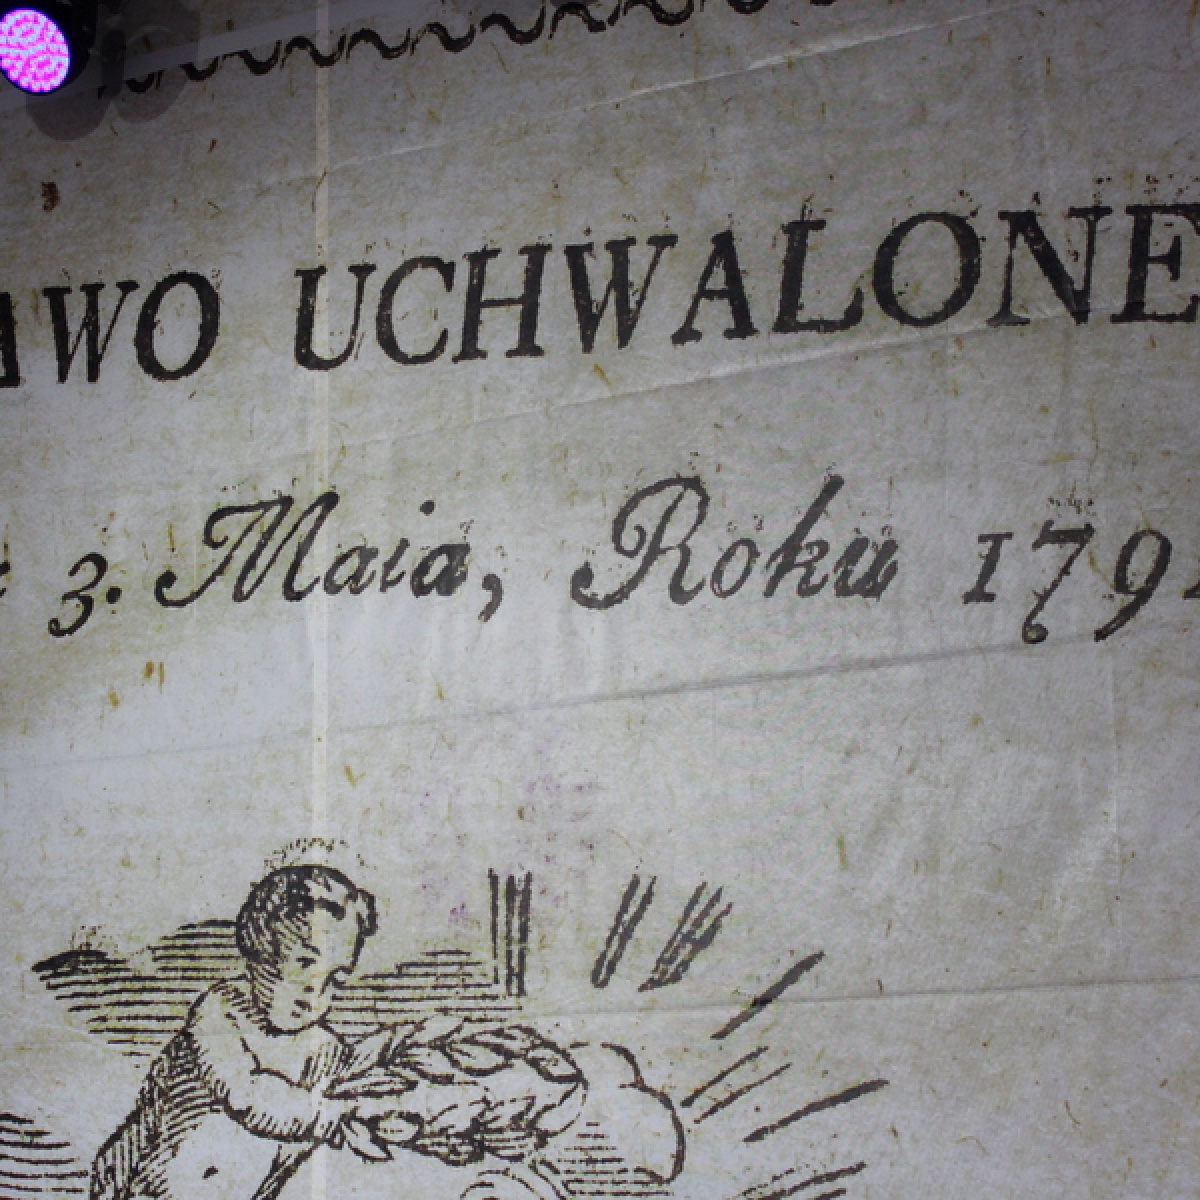 AWO UCHWALONE
3. Maia, Roku 179